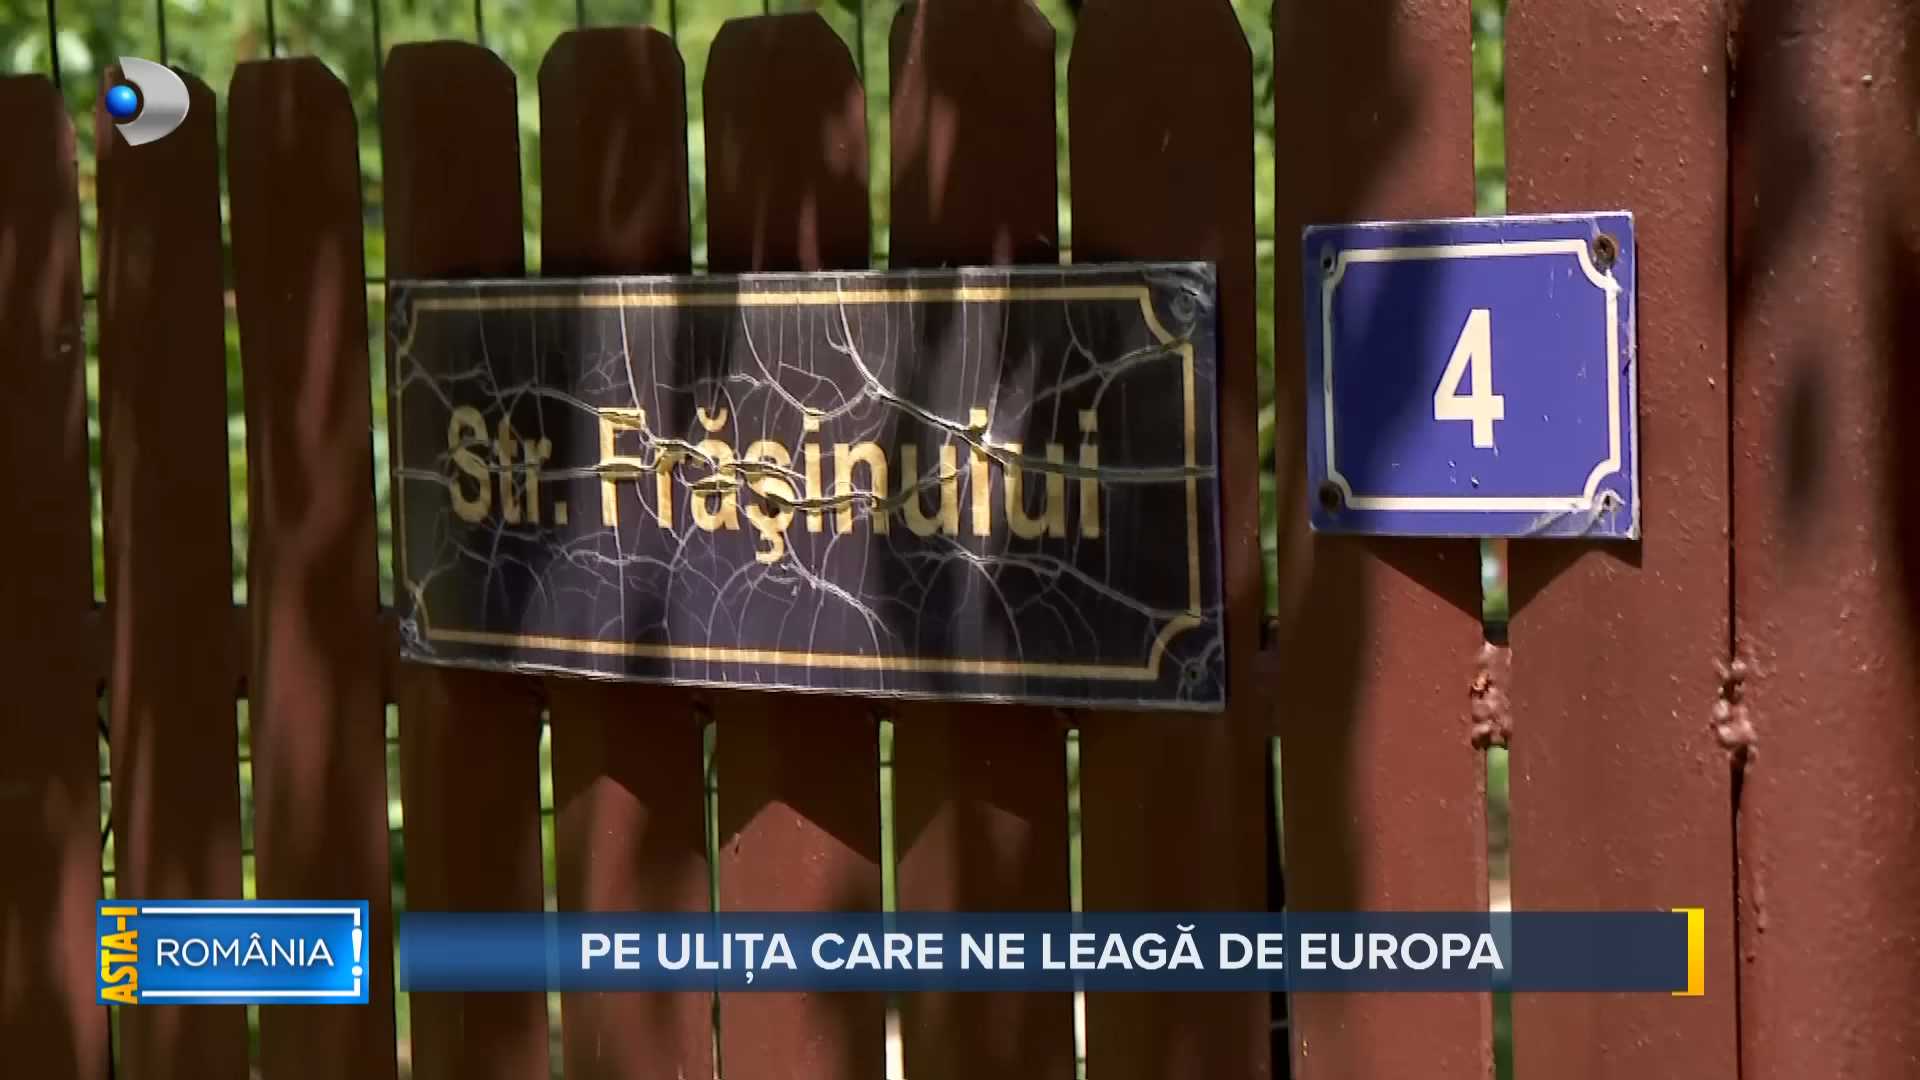 Str. Frăşinului
4
ASTA-I
ROMÂNIA!
PE ULIȚA CARE NE LEAGĂ DE EUROPA